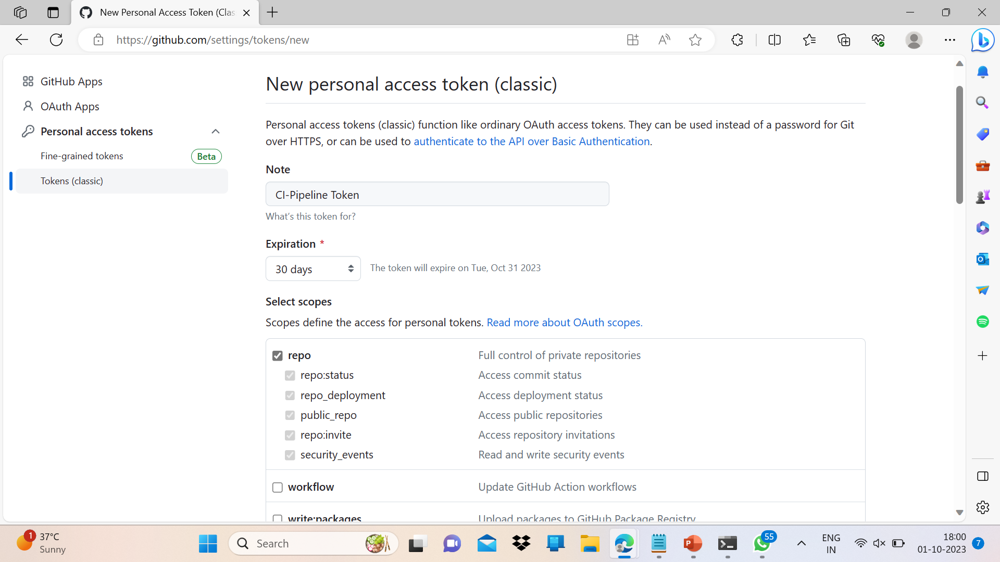 New Personal Access Token (Clas
https://github.com/settings/tokens/new
GitHub Apps
OAuth Apps
Personal access tokens
Fine-grained tokens
Beta
Tokens (classic)
New personal access token (classic)
Personal access tokens (classic) function like ordinary OAuth access tokens. They can be used instead of a password for Git
over HTTPS, or can be used to authenticate to the API over Basic Authentication.
Note
CI-Pipeline Token
What's this token for?
Expiration *
30 days
The token will expire on Tue, Oct 31 2023
Select scopes
Scopes define the access for personal tokens. Read more about OAuth scopes.
repo Full control of private repositories
repo:status Access commit status
repo_deployment Access deployment status
public_repo Access public repositories
repo:invite Access repository invitations
security_events Read and write security events
workflow Update GitHub Action workflows
write:packages Upload packages to GitHub Package Registry
1
37°C
Sunny
Search
55
ENG
IN
18:00
01-10-2023
7